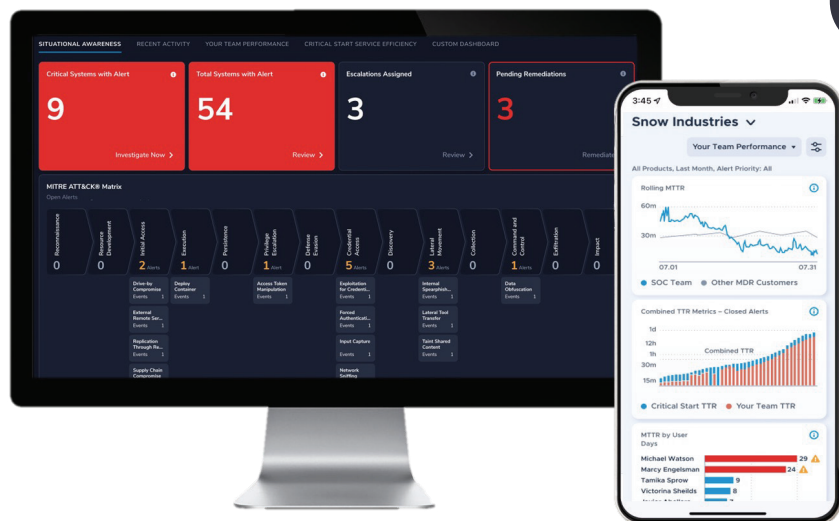 SITUATIONAL AWARENESS RECENT ACTIVITY YOUR TEAM PERFORMANCE CRITICAL START SERVICE EFFICIENCY CUSTOM DASHBOARD
Critical Systems with Alert
9
Investigate Now >
Total Systems with Alert
54
Review >
Escalations Assigned
3
Review >
Pending Remediations
3
Remediate
MITRE ATT&CK® Matrix
Open Alerts
Reconnaissance
0
Resource
Development
0
Initial Access
2 Alerts
Execution
1 Alert
Persistence
0
Privilege
Escalation
1 Alert
Defense
Evasion
0
Credential
Access
5 Alerts
Discovery
0
Lateral
Movement
3 Alerts
Collection
0
Command and
Control
1 Alerts
Exfiltration
0
Impact
0
Drive-by
Compromise
Events 1
External
Remote Ser...
Events 1
Replication
Through Re...
Events 1
Supply Chain
Compromise
Deploy
Container
Events 1
Access Token
Manipulation
Events 1
Exploitation
for Credenti...
Events 1
Forced
Authenticati...
Events 1
Input Capture
Events 1
Network
Sniffing
Internal
Spearphish...
Events 1
Lateral Tool
Transfer
Events 1
Taint Shared
Content
Events 1
Data
Obfuscation
Events 1
3:45
Snow Industries
Your Team Performance
All Products, Last Month, Alert Priority: All
Rolling MTTR
60m
30m
07.01 07.31
SOC Team Other MDR Customers
Combined TTR Metrics – Closed Alerts
1d
12h
1h
30m
15m
Combined TTR
Critical Start TTR Your Team TTR
MTTR by User
Days
Michael Watson 29
Marcy Engelsman 24
Tamika Sprow 9
Victorina Sheilds 8